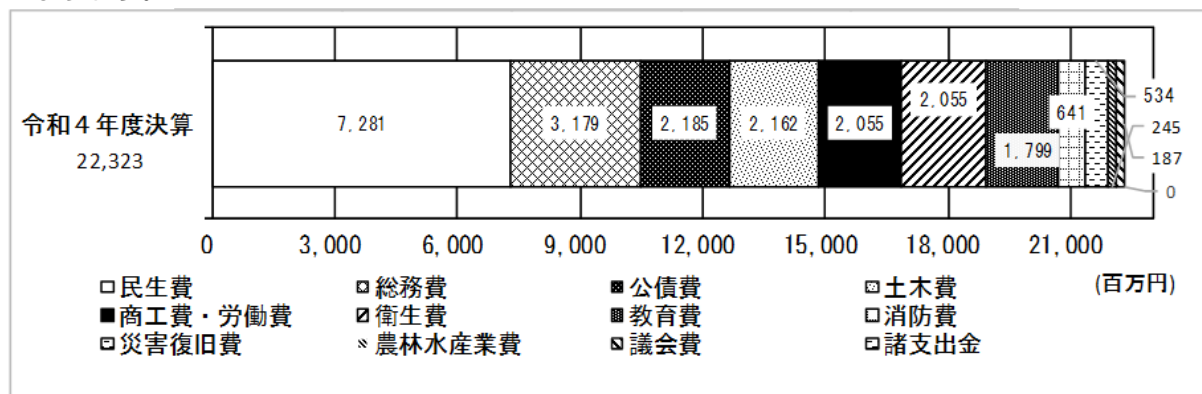 534
令和４年度決算
22,323
7,281
3,179
2,185
2,162
2,055
2,055
1,799
641
245
187
0
0
3,000
6,000
9,000
12,000
15,000
18,000
21,000
(百万円)
民生費
総務費
公債費
土木費
商工費・労働費
衛生費
教育費
消防費
災害復旧費
農林水産業費
議会費
諸支出金